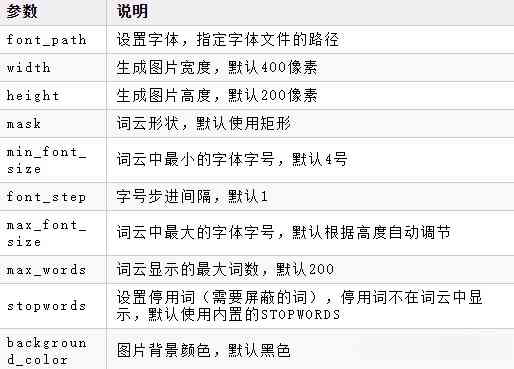 参数 说明
font_path 设置字体，指定字体文件的路径
width 生成图片宽度，默认400像素
height 生成图片高度，默认200像素
mask 词云形状，默认使用矩形
min_font_
size 词云中最小的字体字号，默认4号
font_step 字号步进间隔，默认1
max_font_
size 词云中最大的字体字号，默认根据高度自动调节
max_words 词云显示的最大词数，默认200
stopwords 设置停用词（需要屏蔽的词），停用词不在词云中显
示，默认使用内置的STOPWORDS
backgroun
d_color 图片背景颜色，默认黑色